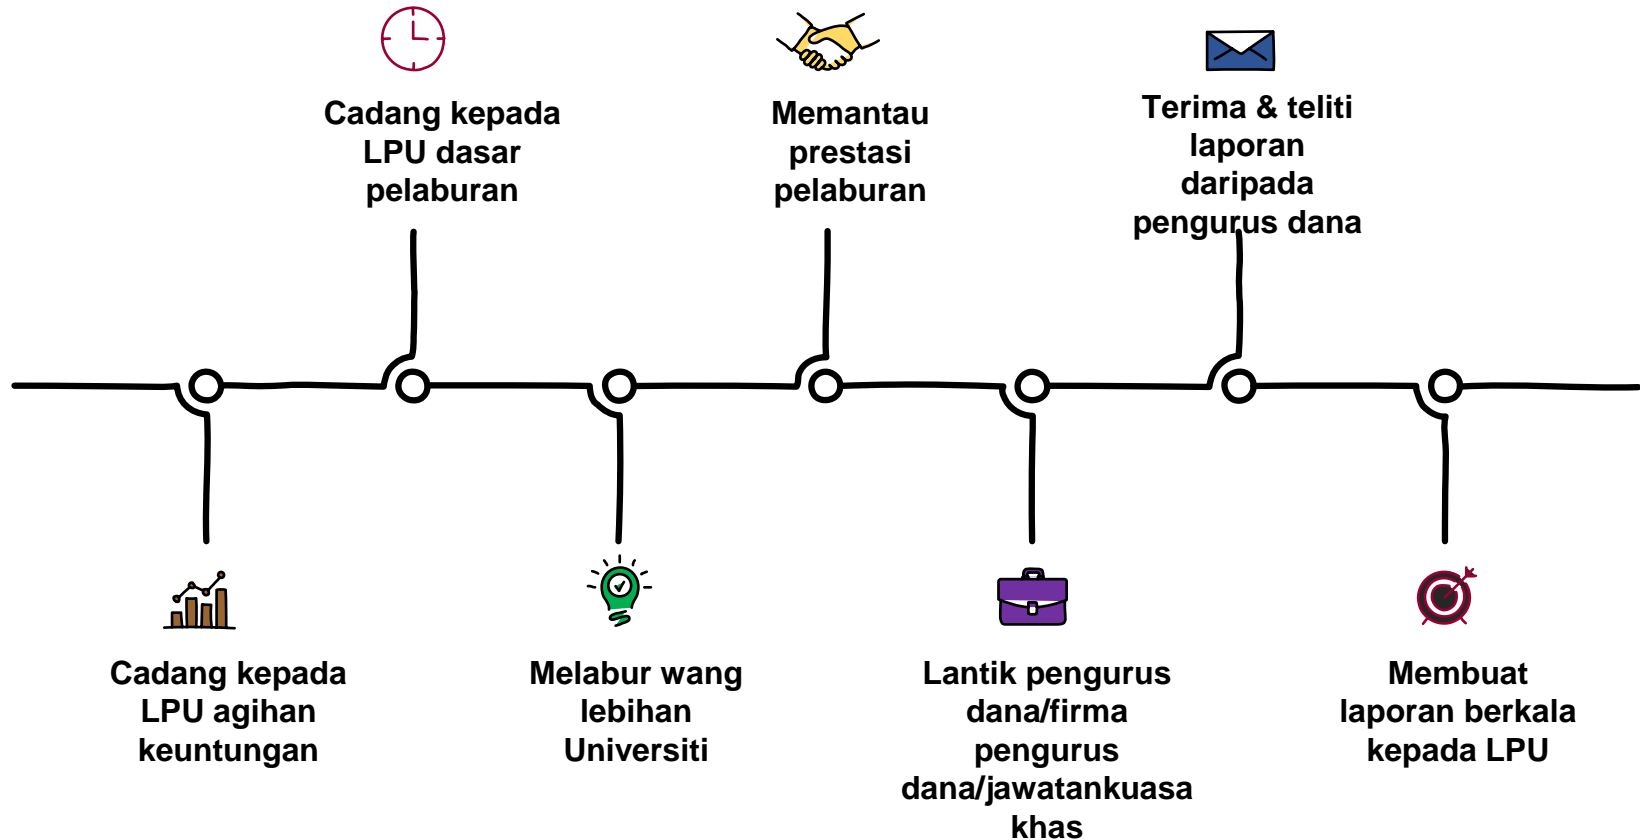 Cadang kepada
LPU dasar
pelaburan
Memantau
prestasi
pelaburan
Terima & teliti
laporan
daripada
pengurus dana
Cadang kepada
LPU agihan
keuntungan
Melabur wang
lebihan
Universiti
Lantik pengurus
dana/firma
pengurus
dana/jawatankuasa
khas
Membuat
laporan berkala
kepada LPU